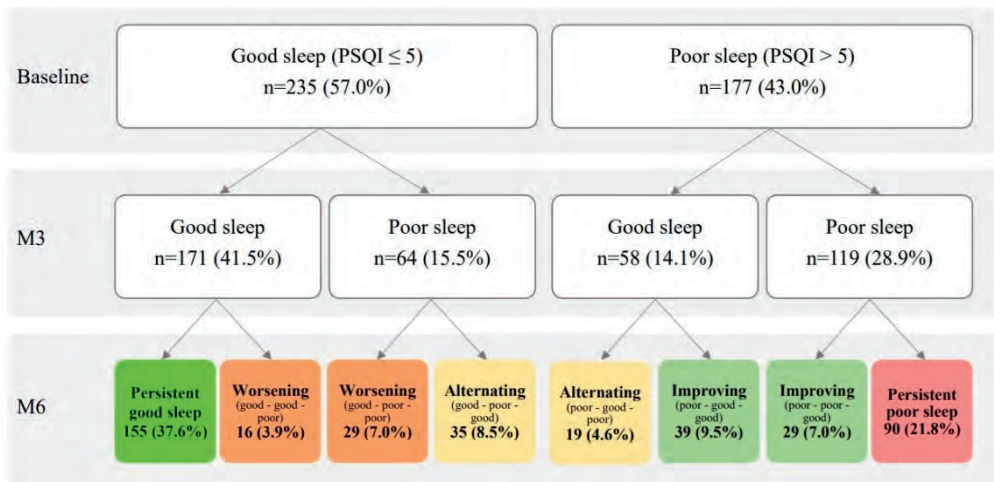 Baseline
Good sleep (PSQI ≤ 5)
n=235 (57.0%)
Poor sleep (PSQI > 5)
n=177 (43.0%)
M3
Good sleep
n=171 (41.5%)
Poor sleep
n=64 (15.5%)
Good sleep
n=58 (14.1%)
Poor sleep
n=119 (28.9%)
M6
Persistent
good sleep
155 (37.6%)
Worsening
(good - good -
poor)
16 (3.9%)
Worsening
(good - poor -
poor)
29 (7.0%)
Alternating
(good - poor -
good)
35 (8.5%)
Alternating
(poor - good -
poor)
19 (4.6%)
Improving
(poor - good -
good)
39 (9.5%)
Improving
(poor - poor -
good)
29 (7.0%)
Persistent
poor sleep
90 (21.8%)